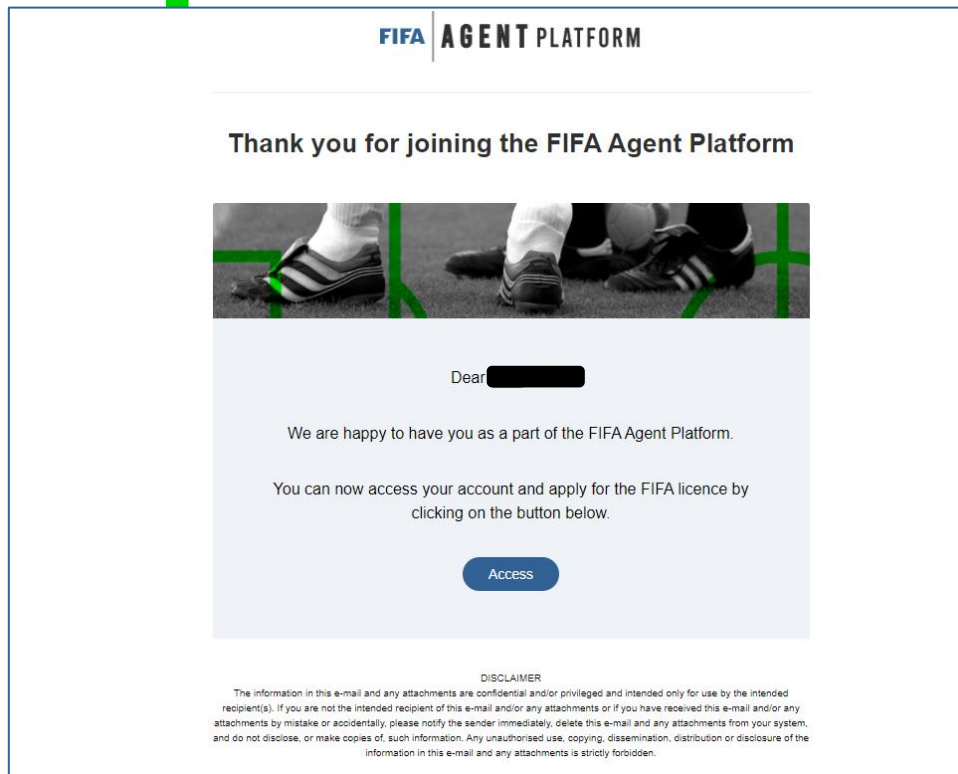 FIFA AGENT PLATFORM
Thank you for joining the FIFA Agent Platform
Dear
We are happy to have you as a part of the FIFA Agent Platform.
You can now access your account and apply for the FIFA licence by
clicking on the button below.
Access
DISCLAIMER
The information in this e-mail and any attachments are confidential and/or privileged and intended only for use by the intended
recipient(s). If you are not the intended recipient of this e-mail and/or any attachments or if you have received this e-mail and/or any
attachments by mistake or accidentally, please notify the sender immediately, delete this e-mail and any attachments from your system,
and do not disclose, or make copies of, such information. Any unauthorised use, copying, dissemination, distribution or disclosure of the
information in this e-mail and any attachments is strictly forbidden.